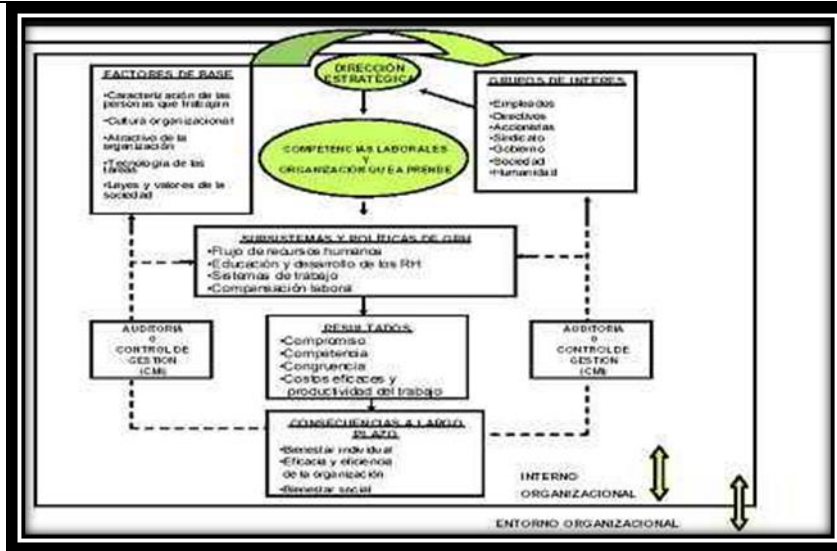 FACTORES DE BASE
•Caracterización de las
personas que trabajan
•Cultura organizacional
•Atractivo de la
organización
•Tecnología de las
tareas
•Leyes y valores de la
sociedad
DIRECCIÓN
ESTRATÉGICA
GRUPOS DE INTERES
•Empleados
•Directivos
•Accionistas
•Sindicato
•Gobierno
•Sociedad
•Humanidad
COMPETENCIAS LABORALES
Y
ORGANIZACIÓN QUE APRENDE
SUBSISTEMAS Y POLÍTICAS DE GRH
•Flujo de recursos humanos
•Educación y desarrollo de los RH
•Sistemas de trabajo
•Compensación laboral
AUDITORIA
O
CONTROL DE
GESTION
(CMI)
RESULTADOS
•Compromiso
•Competencia
•Congruencia
•Costos eficaces y
productividad del trabajo
AUDITORIA
O
CONTROL DE
GESTION
(CMI)
CONSECUENCIAS A LARGO
PLAZO
•Bienestar individual
•Eficacia y eficiencia
de la organización
•Bienestar social
INTERNO
ORGANIZACIONAL
ENTORNO ORGANIZACIONAL